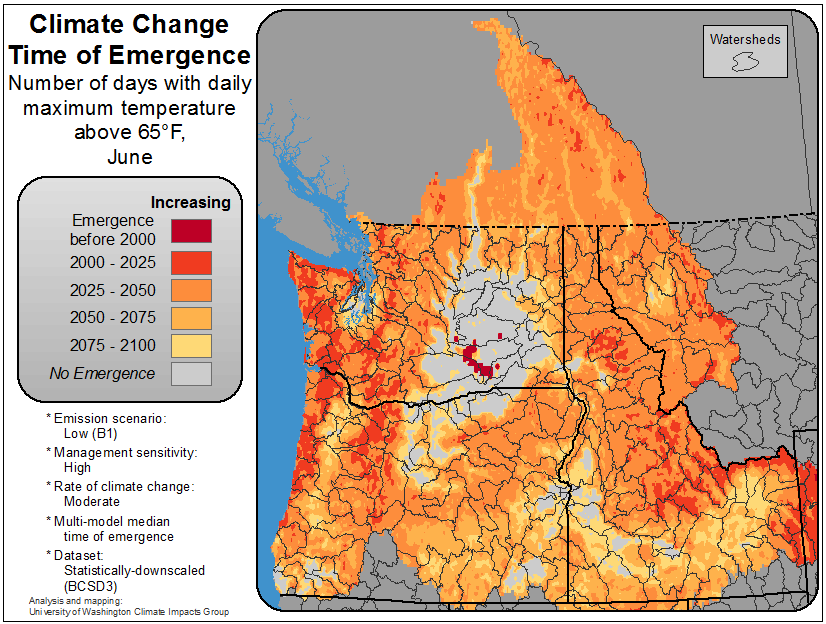 Climate Change
Time of Emergence
Number of days with daily
maximum temperature
above 65°F,
June
Increasing
Emergence
before 2000
2000 - 2025
2025 - 2050
2050 - 2075
2075 - 2100
No Emergence
* Emission scenario:
Low (B1)
* Management sensitivity:
High
* Rate of climate change:
Moderate
* Multi-model median
time of emergence
* Dataset:
Statistically-downscaled
(BCSD3)
Analysis and mapping:
University of Washington Climate Impacts Group
Watersheds